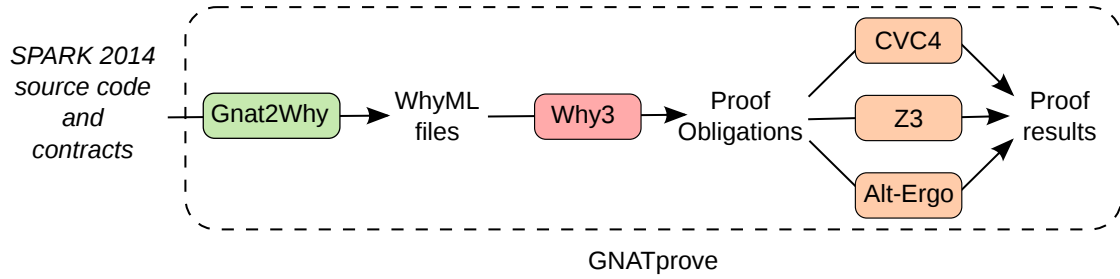 SPARK 2014
source code
and
contracts
Gnat2Why
WhyML
files
Why3
Proof
Obligations
CVC4
Z3
Alt-Ergo
Proof
results
GNATprove